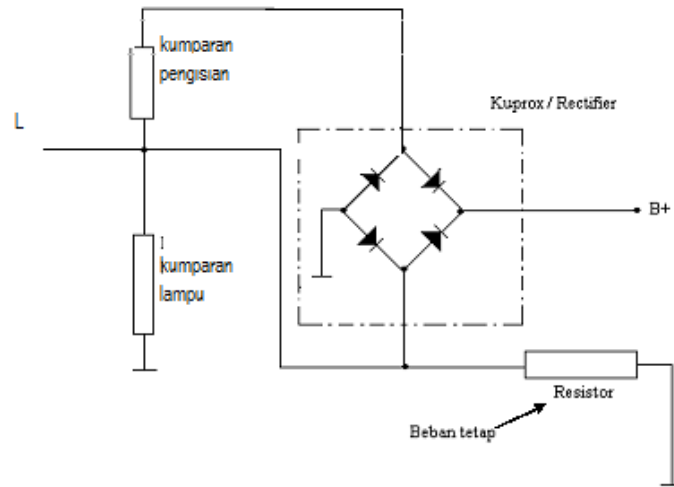 kumparan
pengisian
L
Kuprox / Rectifier
B+
kumparan
lampu
Resistor
Beban tetap